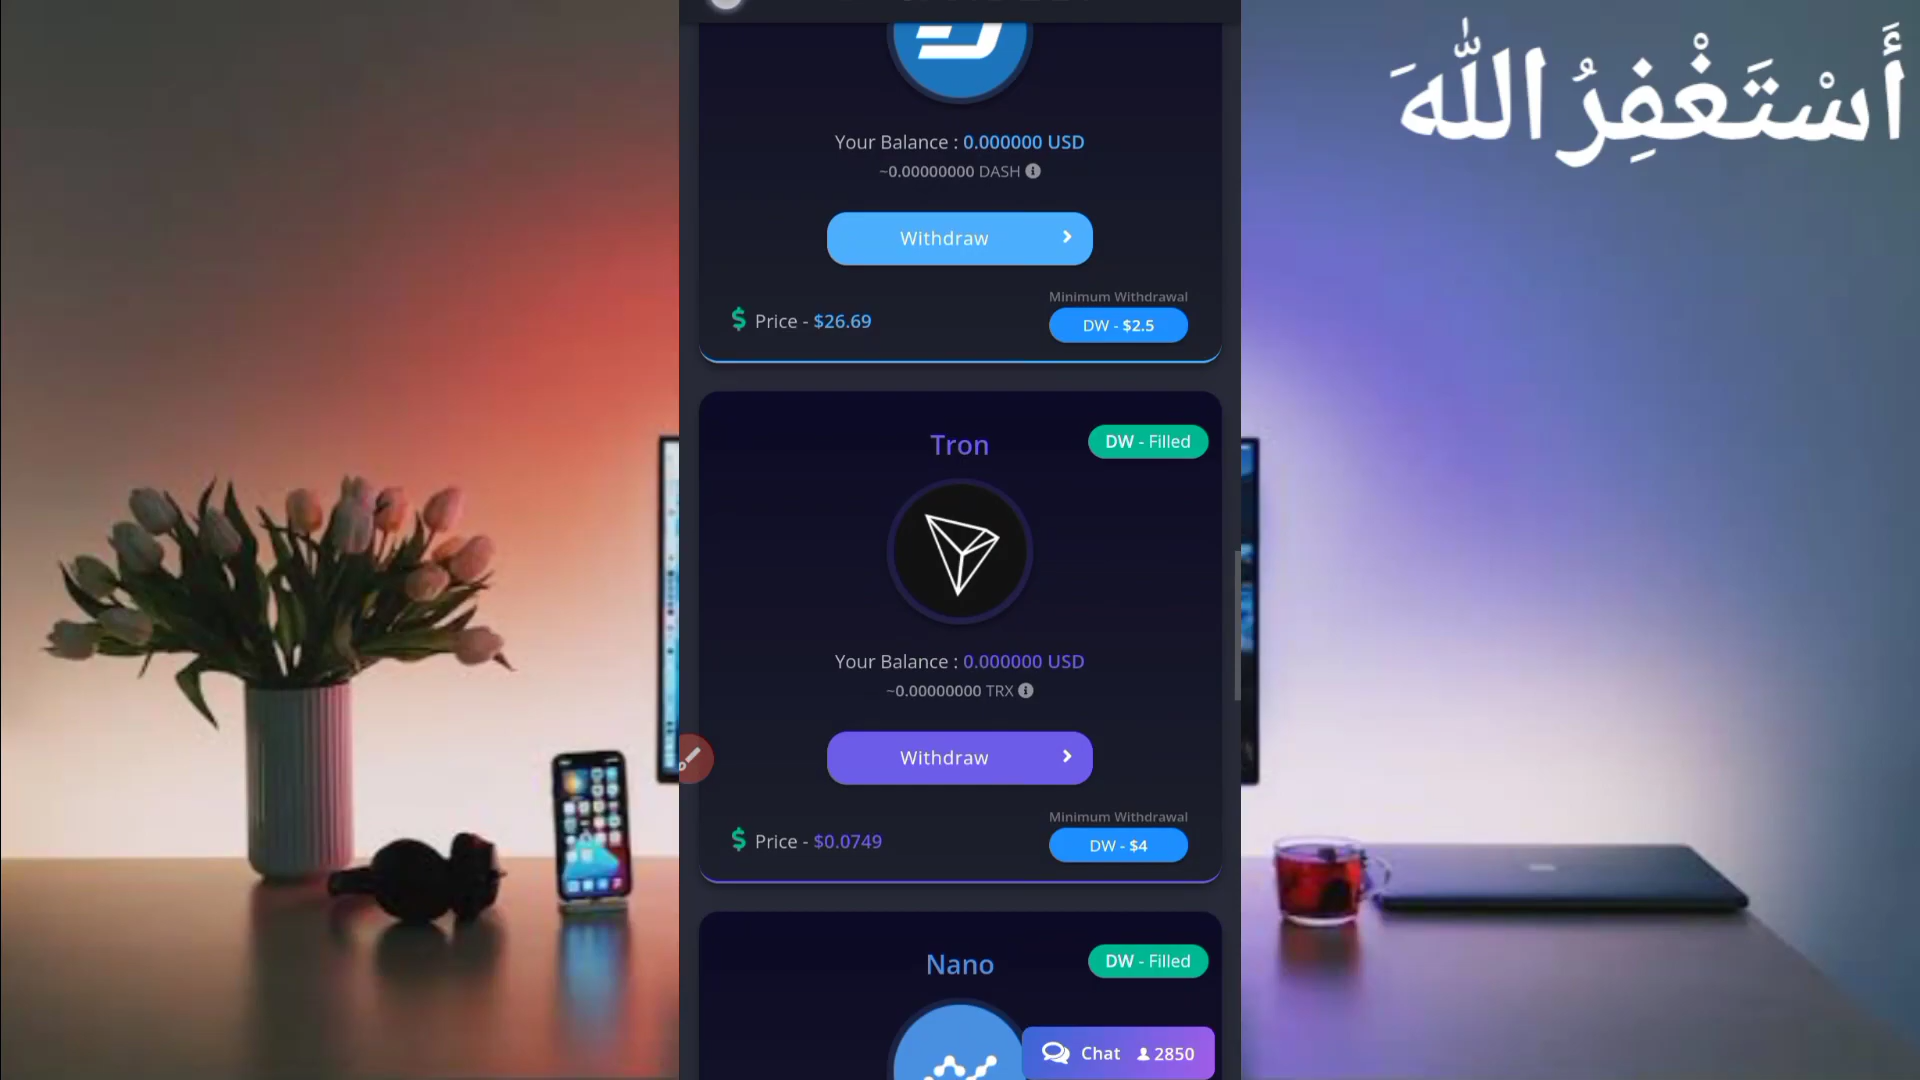 أَسْتَغْفِرُ اللهَ
Your Balance : 0.000000 USD
~0.00000000 DASH
Withdraw
Minimum Withdrawal
$ Price - $26.69
DW - $2.5
Tron
DW - Filled
Your Balance : 0.000000 USD
~0.00000000 TRX
Withdraw
Minimum Withdrawal
$ Price - $0.0749
DW - $4
Nano
DW - Filled
Chat 2850